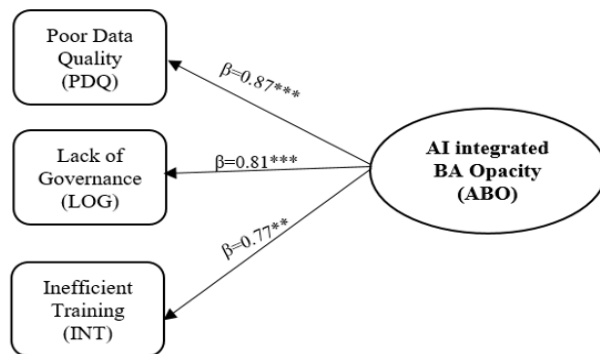 Poor Data
Quality
(PDQ)
β=0.87***
Lack of
Governance
(LOG)
β=0.81***
AI integrated
BA Opacity
(ABO)
β=0.77**
Inefficient
Training
(INT)